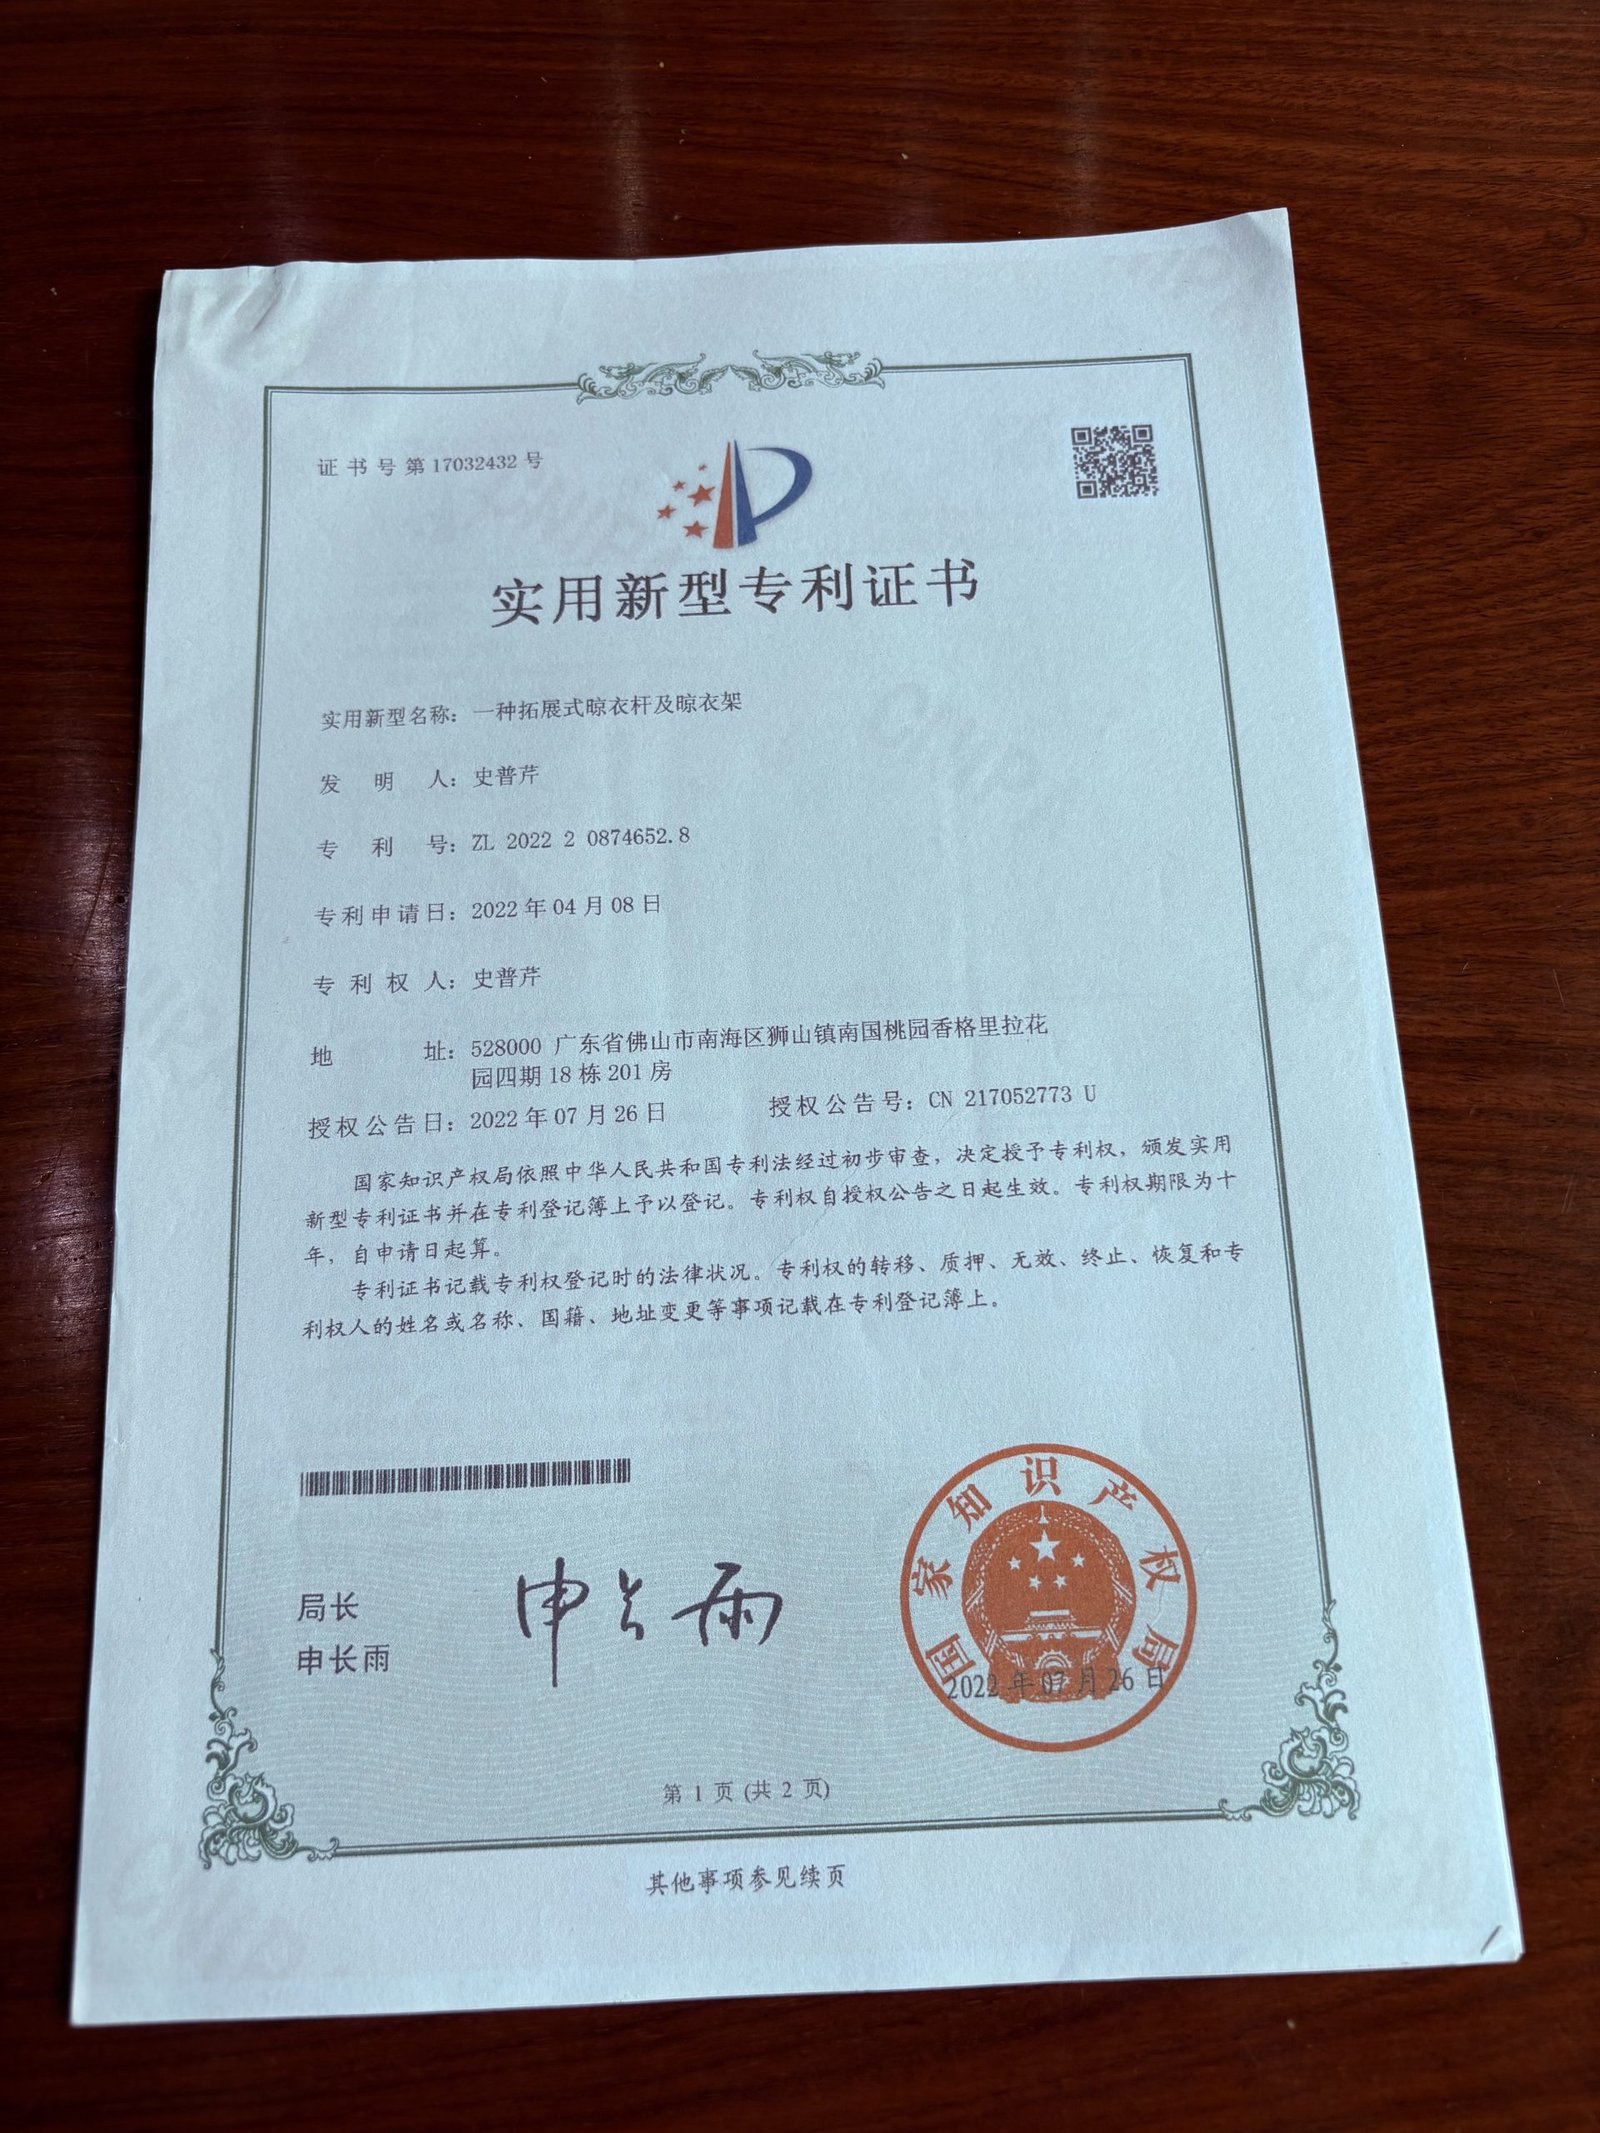 证书号第17032432号
实用新型专利证书
实用新型名称：一种拓展式晾衣杆及晾衣架
发明人：史普芹
专利号：ZL 2022 2 0874652.8
专利申请日：2022年04月08日
专利权人：史普芹
地址：528000 广东省佛山市南海区狮山镇南国桃园香格里拉花
园四期18栋201房
授权公告日：2022年07月26日 授权公告号：CN 217052773 U
国家知识产权局依照中华人民共和国专利法经过初步审查，决定授予专利权，颁发实用
新型专利证书并在专利登记簿上予以登记。专利权自授权公告之日起生效。专利权期限为十
年，自申请日起算。
专利证书记载专利权登记时的法律状况。专利权的转移、质押、无效、终止、恢复和专
利权人的姓名或名称、国籍、地址变更等事项记载在专利登记簿上。
局长
申长雨
申长雨
国家知识产权局
2022年07月26日
第 1 页 (共 2 页)
其他事项参见续页